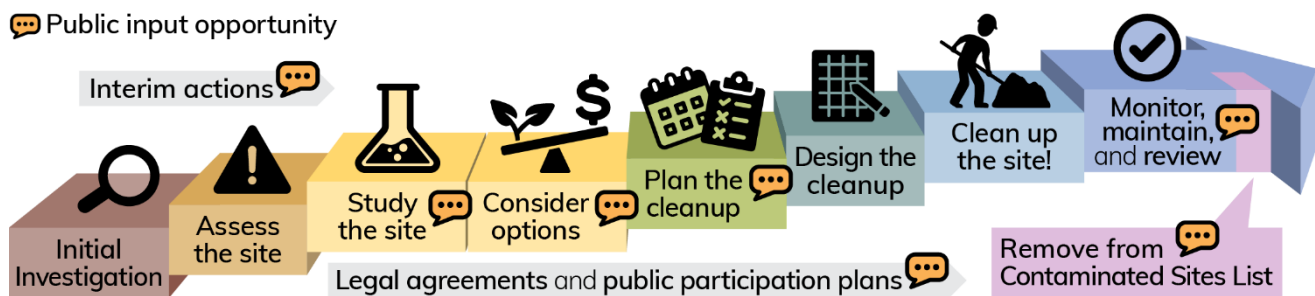 Public input opportunity
Interim actions
Initial
Investigation
Assess
the site
Study
the site
Consider
options
Plan the
cleanup
Design the
cleanup
Clean up
the site!
Monitor,
maintain,
and review
Legal agreements and public participation plans
Remove from
Contaminated Sites List